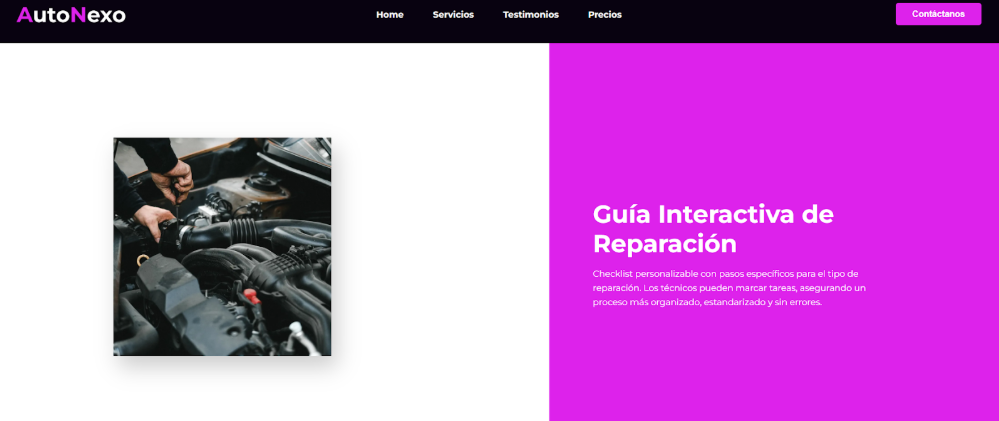 AutoNexo
Home Servicios Testimonios Precios
Contáctanos
Guía Interactiva de
Reparación
Checklist personalizable con pasos específicos para el tipo de
reparación. Los técnicos pueden marcar tareas, asegurando un
proceso más organizado, estandarizado y sin errores.